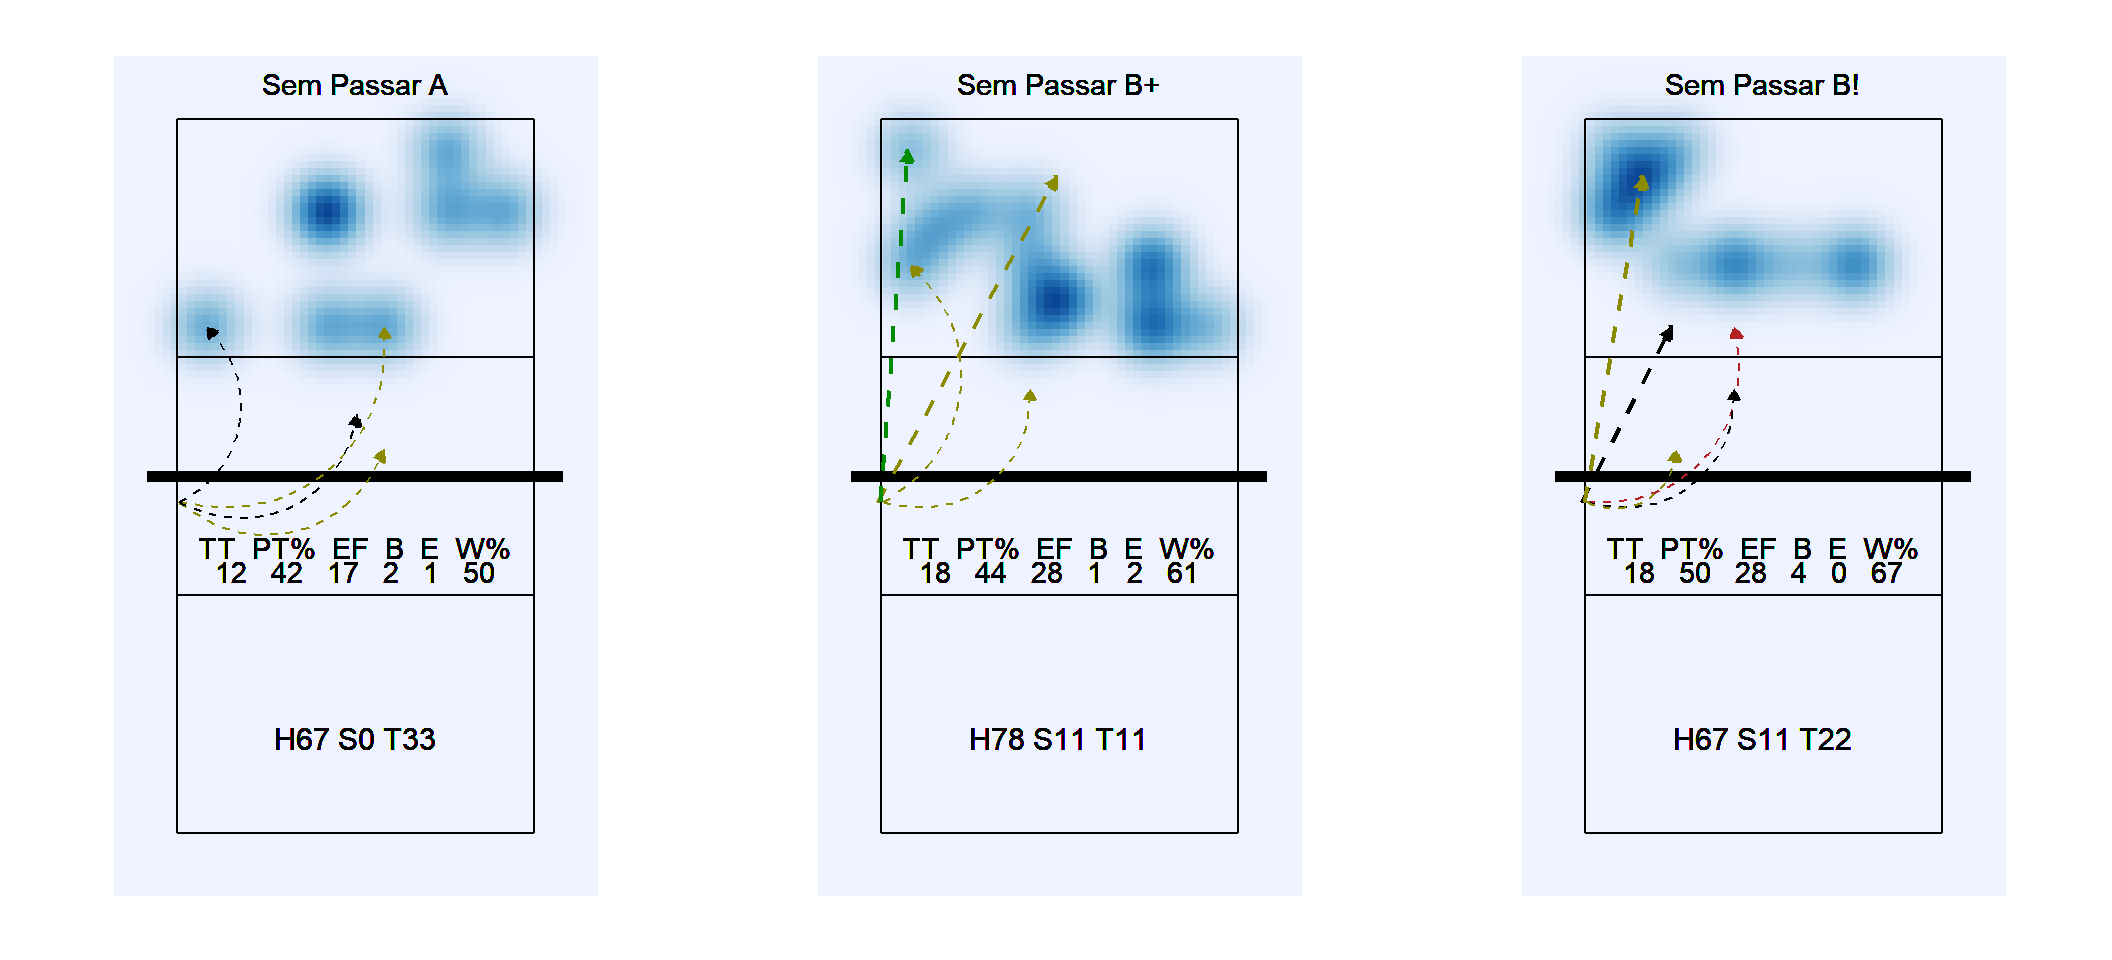 Sem Passar A
TT PT% EF B E W%
12 42 17 2 1 50
H67 S0 T33
Sem Passar B+
TT PT% EF B E W%
18 44 28 1 2 61
H78 S11 T11
Sem Passar B!
TT PT% EF B E W%
18 50 28 4 0 67
H67 S11 T22